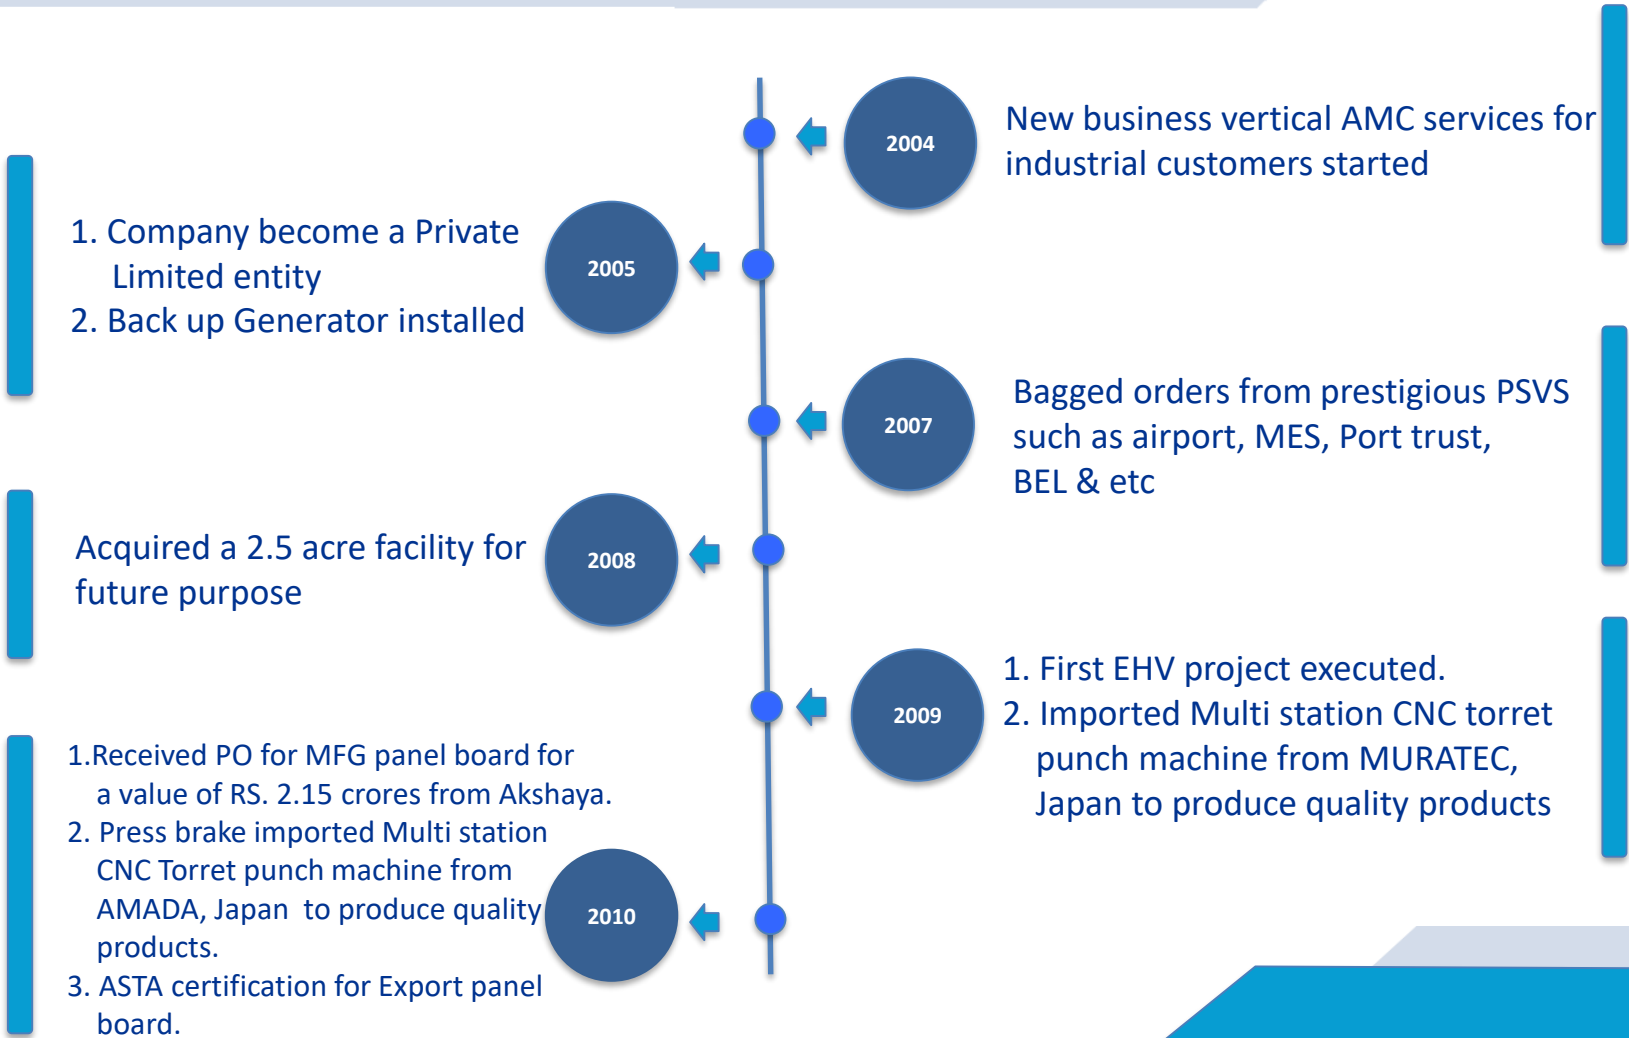 2004
New business vertical AMC services for
industrial customers started
1. Company become a Private
Limited entity
2. Back up Generator installed
2005
2007
Bagged orders from prestigious PSVS
such as airport, MES, Port trust,
BEL & etc
Acquired a 2.5 acre facility for
future purpose
2008
2009
1. First EHV project executed.
2. Imported Multi station CNC torret
punch machine from MURATEC,
Japan to produce quality products
1.Received PO for MFG panel board for
a value of RS. 2.15 crores from Akshaya.
2. Press brake imported Multi station
CNC Torret punch machine from
AMADA, Japan to produce quality
products.
3. ASTA certification for Export panel
board.
2010